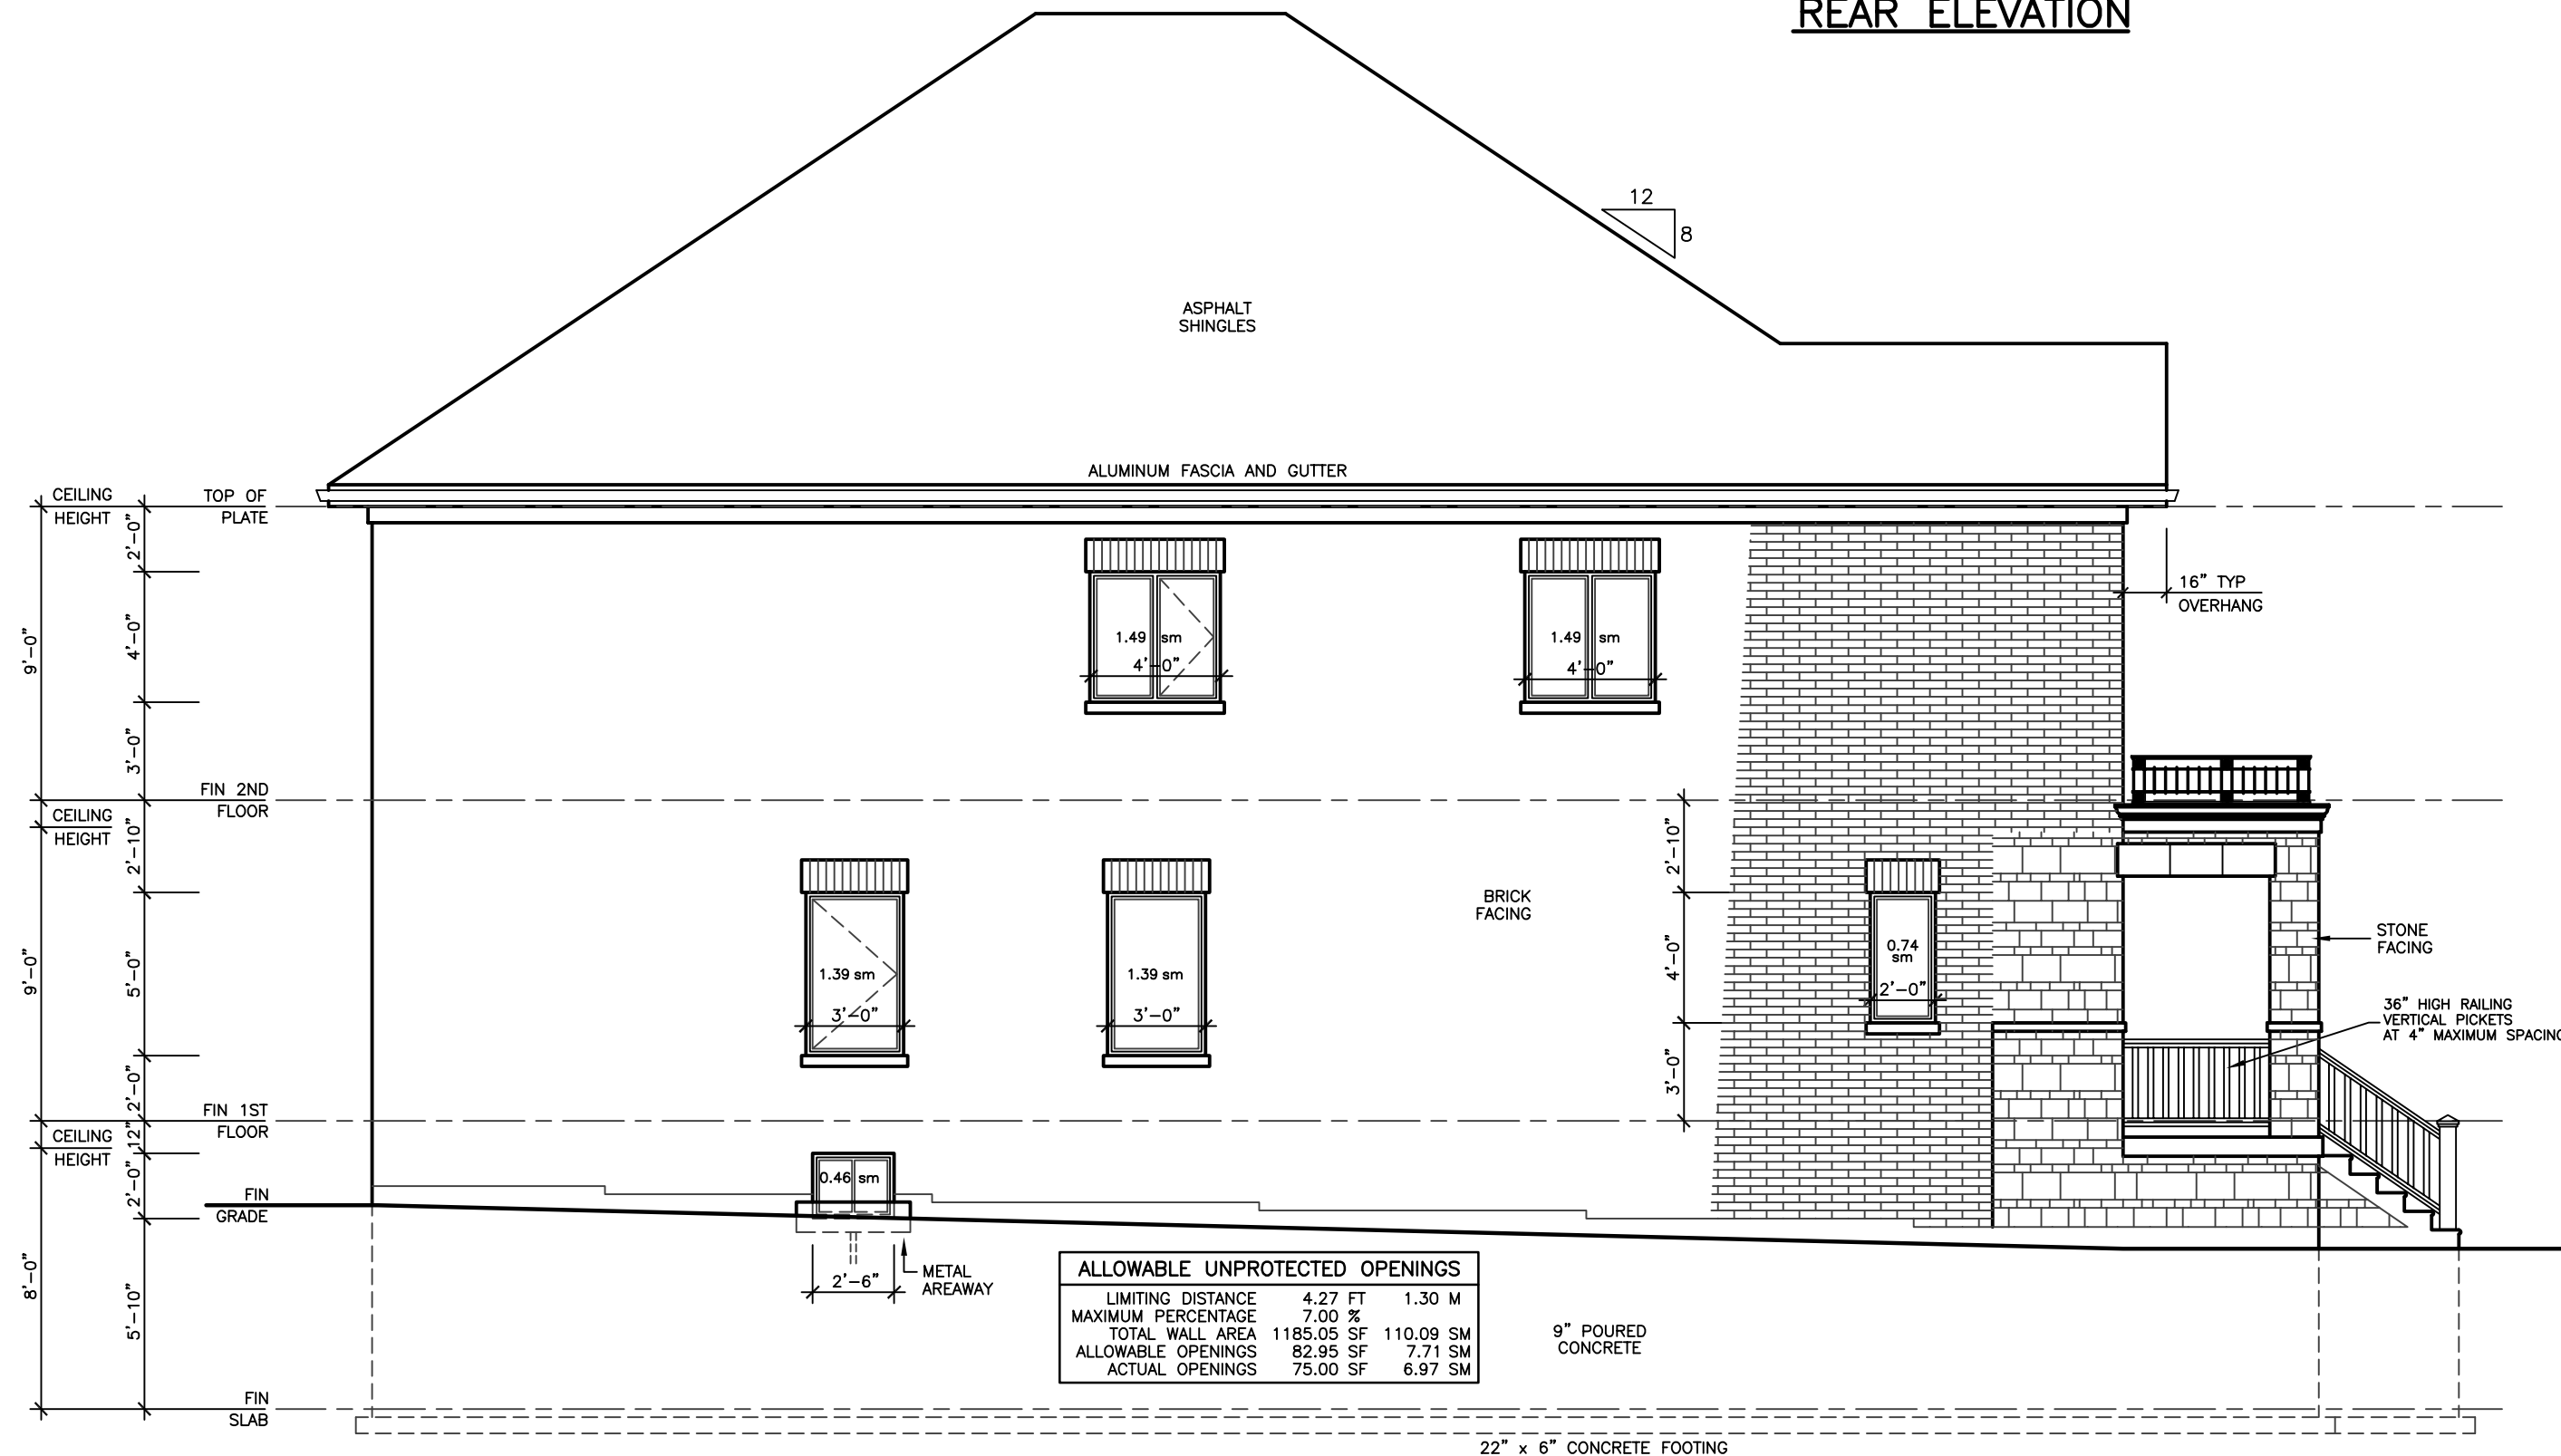 REAR ELEVATION
12
8
ASPHALT
SHINGLES
ALUMINUM FASCIA AND GUTTER
CEILING
HEIGHT
TOP OF
PLATE
2'-0"
4'-0"
3'-0"
9'-0"
1.49 sm
4'-0"
1.49 sm
4'-0"
16" TYP
OVERHANG
FIN 2ND
FLOOR
CEILING
HEIGHT
2'-10"
5'-0"
2'-0"
9'-0"
1.39 sm
3'-0"
1.39 sm
3'-0"
BRICK
FACING
2'-10"
4'-0"
3'-0"
0.74
sm
2'-0"
STONE
FACING
36" HIGH RAILING
VERTICAL PICKETS
AT 4" MAXIMUM SPACING
FIN 1ST
FLOOR
CEILING
HEIGHT
12"
2'-0"
0.46 sm
FIN
GRADE
8'-0"
5'-10"
2'-6"
METAL
AREAWAY
ALLOWABLE UNPROTECTED OPENINGS
LIMITING DISTANCE 4.27 FT 1.30 M
MAXIMUM PERCENTAGE 7.00 %
TOTAL WALL AREA 1185.05 SF 110.09 SM
ALLOWABLE OPENINGS 82.95 SF 7.71 SM
ACTUAL OPENINGS 75.00 SF 6.97 SM
9" POURED
CONCRETE
FIN
SLAB
22" x 6" CONCRETE FOOTING